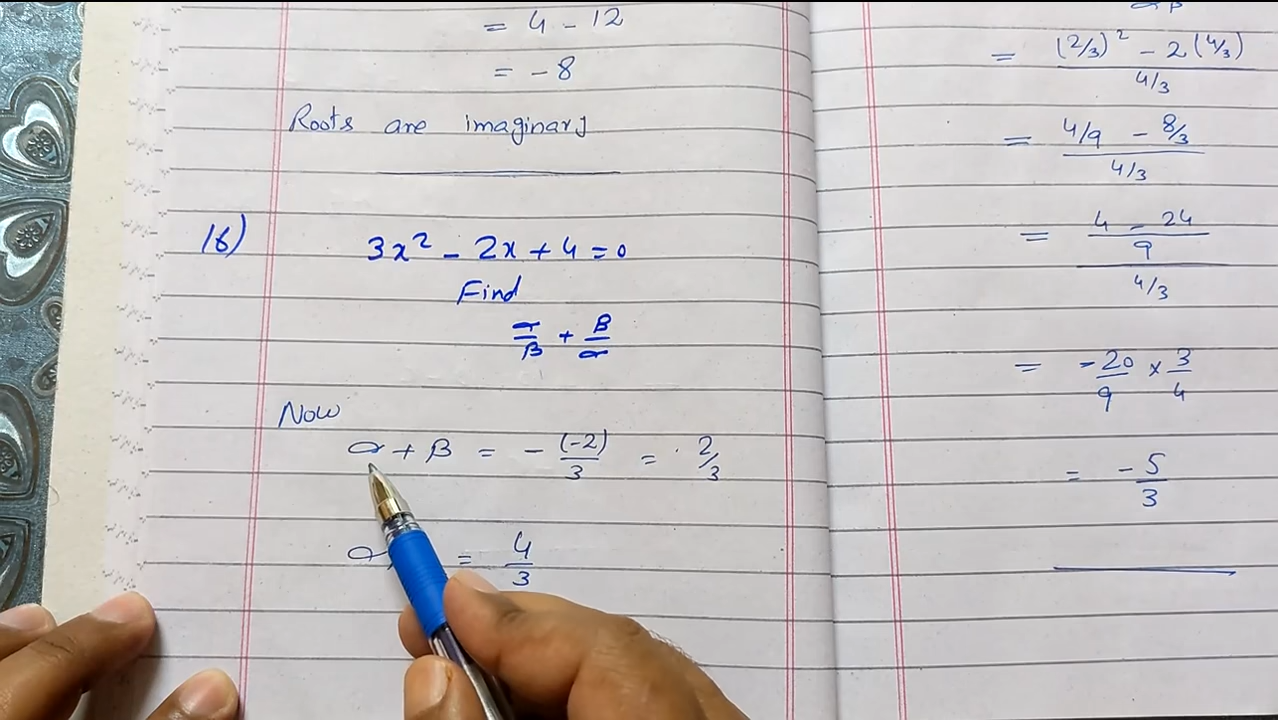 = 4 - 12
= - 8
Roots are imaginary
18) 3x² - 2x + 4 = 0
Find
α/β + β/α
Now
α + β = - (-2)/3 = 2/3
α = 4/3
= ((2/3)² - 2(4/3))/(4/3)
= (4/9 - 8/3)/(4/3)
= ((4 - 24)/9)/(4/3)
= -20/9 × 3/4
= -5/3